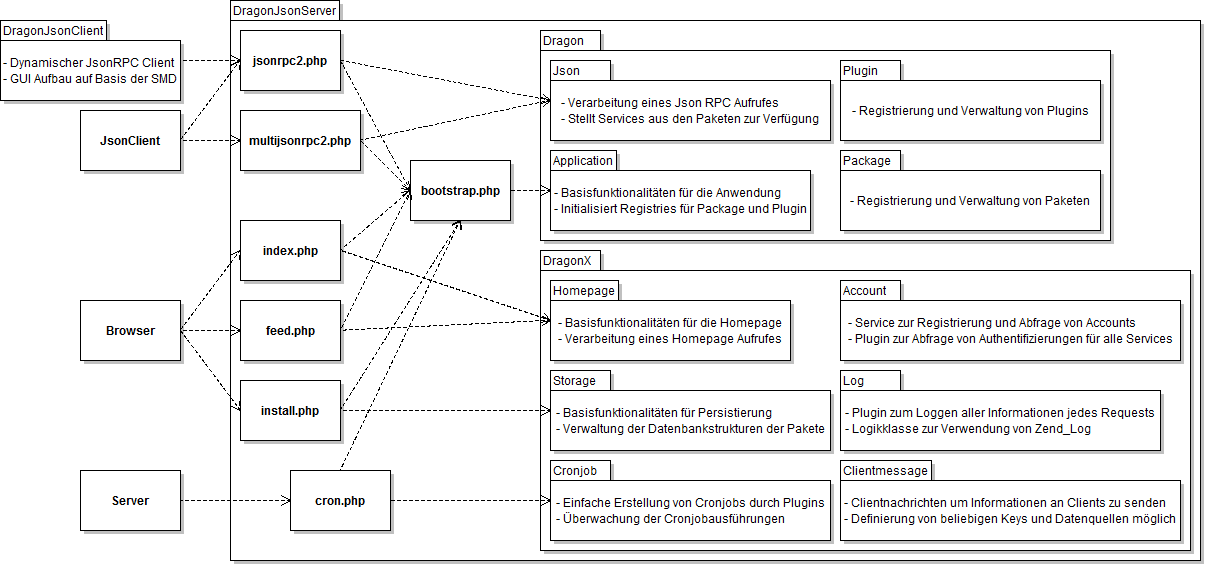 DragonJsonClient
- Dynamischer JsonRPC Client
- GUI Aufbau auf Basis der SMD
JsonClient
Browser
Server
DragonJsonServer
jsonrpc2.php
multijsonrpc2.php
bootstrap.php
index.php
feed.php
install.php
cron.php
Dragon
Json
- Verarbeitung eines Json RPC Aufrufes
- Stellt Services aus den Paketen zur Verfügung
Plugin
- Registrierung und Verwaltung von Plugins
Application
- Basisfunktionalitäten für die Anwendung
- Initialisiert Registries für Package und Plugin
Package
- Registrierung und Verwaltung von Paketen
DragonX
Homepage
- Basisfunktionalitäten für die Homepage
- Verarbeitung eines Homepage Aufrufes
Account
- Service zur Registrierung und Abfrage von Accounts
- Plugin zur Abfrage von Authentifizierungen für alle Services
Storage
- Basisfunktionalitäten für Persistierung
- Verwaltung der Datenbankstrukturen der Pakete
Log
- Plugin zum Loggen aller Informationen jedes Requests
- Logikklasse zur Verwendung von Zend_Log
Cronjob
- Einfache Erstellung von Cronjobs durch Plugins
- Überwachung der Cronjobausführungen
Clientmessage
- Clientnachrichten um Informationen an Clients zu senden
- Definierung von beliebigen Keys und Datenquellen möglich